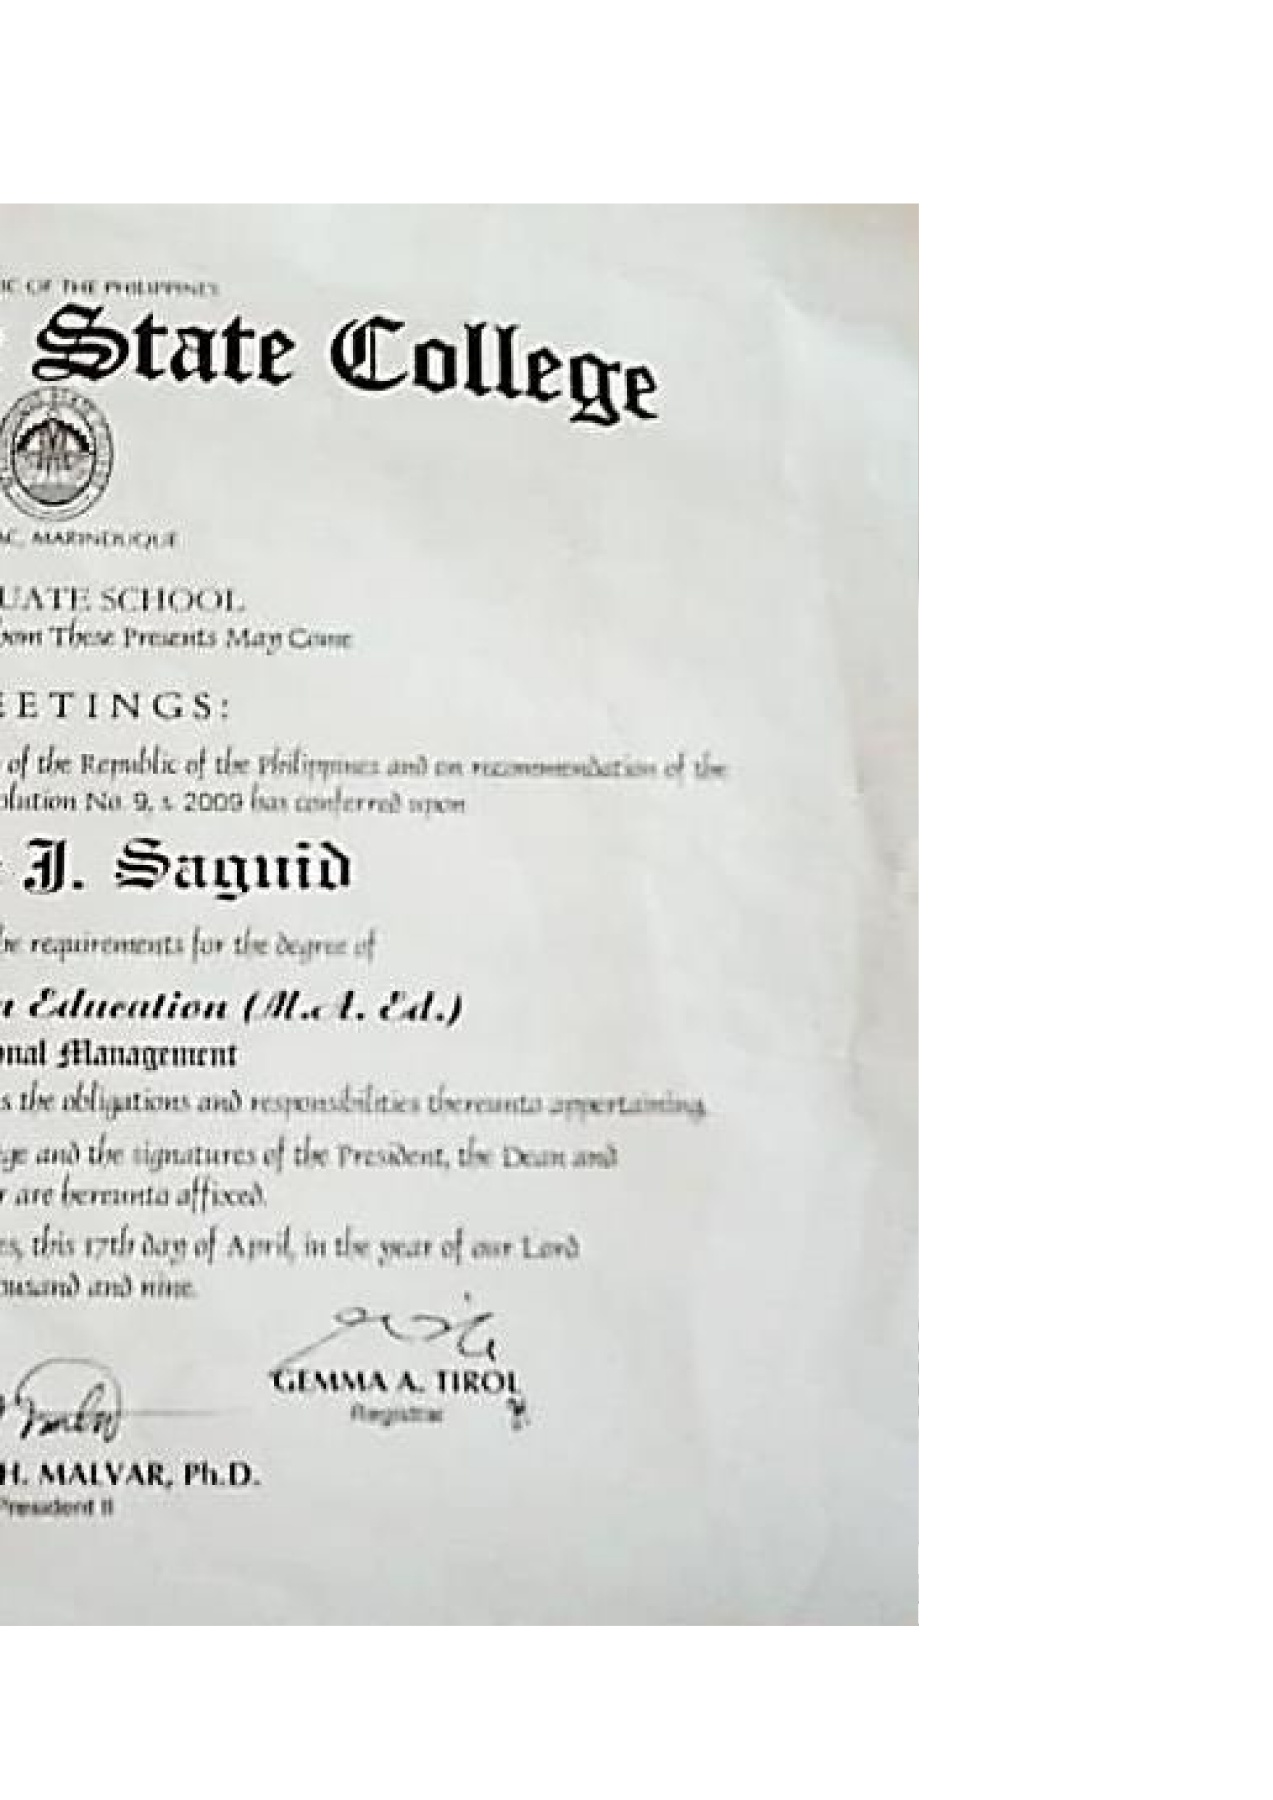 IC OF THE PHILIPPINES
State College
AC, MARINDUQUE
UATE SCHOOL
hom These Presents May Come
EETINGS:
of the Republic of the Philippines and on recommendation of the
olution No. 9, s. 2009 has conferred upon
J. Saguid
he requirements for the degree of
n Education (M.A. Ed.)
onal Management
s the obligations and responsibilities thereunto appertaining.
ge and the signatures of the President, the Dean and
r are hereunto affixed.
es, this 17th day of April, in the year of our Lord
ousand and nine.
GEMMA A. TIROL
Registrar
H. MALVAR, Ph.D.
President II